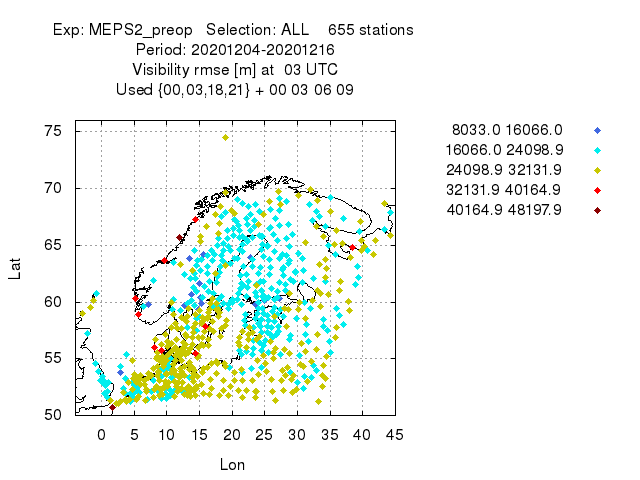 Exp: MEPS2_preop   Selection: ALL    655 stations
Period: 20201204-20201216
Visibility rmse [m] at  03 UTC
Used {00,03,18,21} + 00 03 06 09
8033.0 16066.0
16066.0 24098.9
24098.9 32131.9
32131.9 40164.9
40164.9 48197.9
75
70
65
60
55
50
Lat
0 5 10 15 20 25 30 35 40 45
Lon